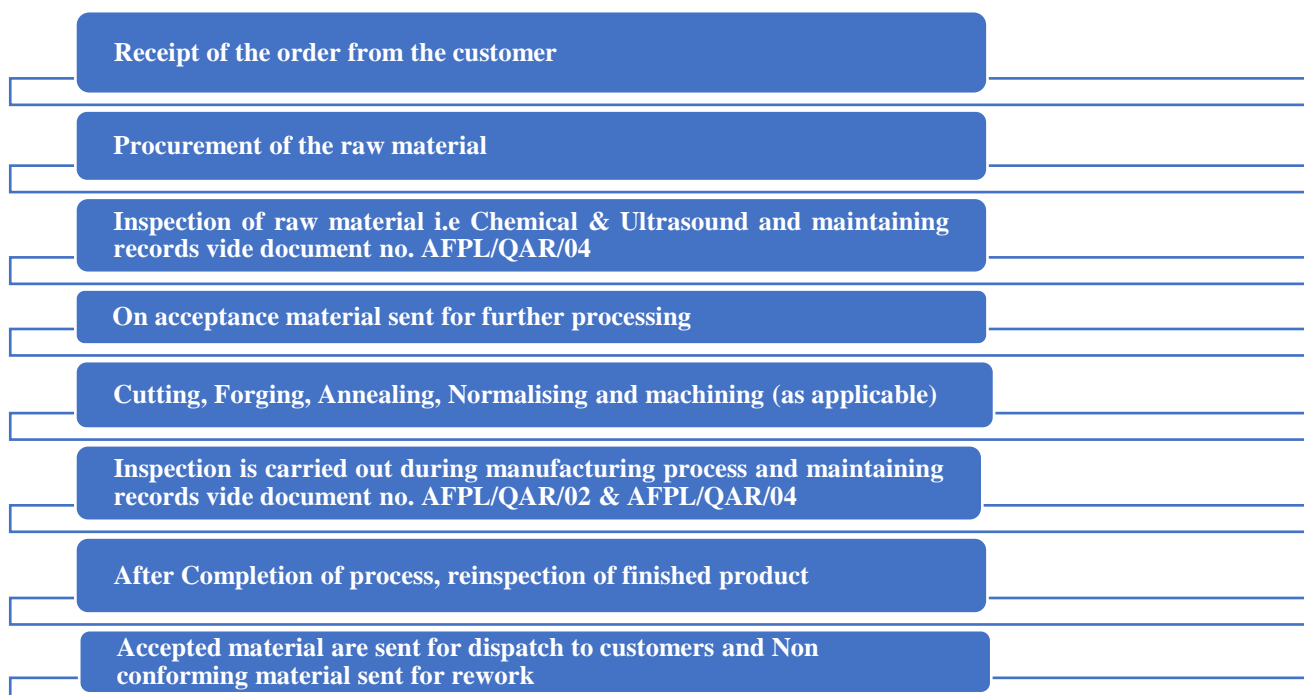 Receipt of the order from the customer
Procurement of the raw material
Inspection of raw material i.e Chemical & Ultrasound and maintaining
records vide document no. AFPL/QAR/04
On acceptance material sent for further processing
Cutting, Forging, Annealing, Normalising and machining (as applicable)
Inspection is carried out during manufacturing process and maintaining
records vide document no. AFPL/QAR/02 & AFPL/QAR/04
After Completion of process, reinspection of finished product
Accepted material are sent for dispatch to customers and Non
conforming material sent for rework